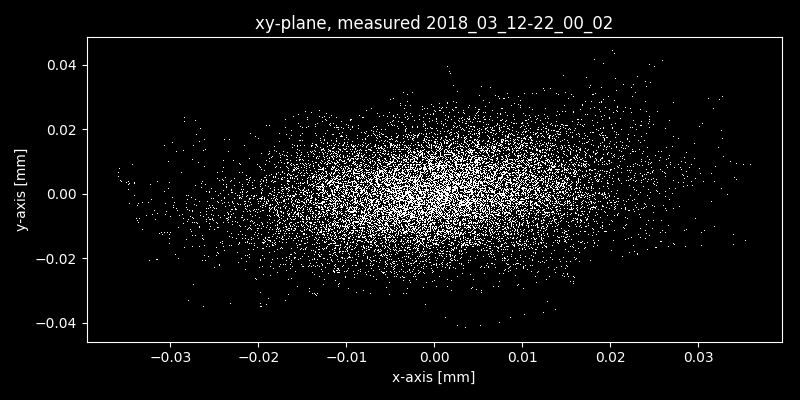 xy-plane, measured 2018_03_12-22_00_02
0.04
0.02
0.00
−0.02
−0.04
y-axis [mm]
−0.03 −0.02 −0.01 0.00 0.01 0.02 0.03
x-axis [mm]